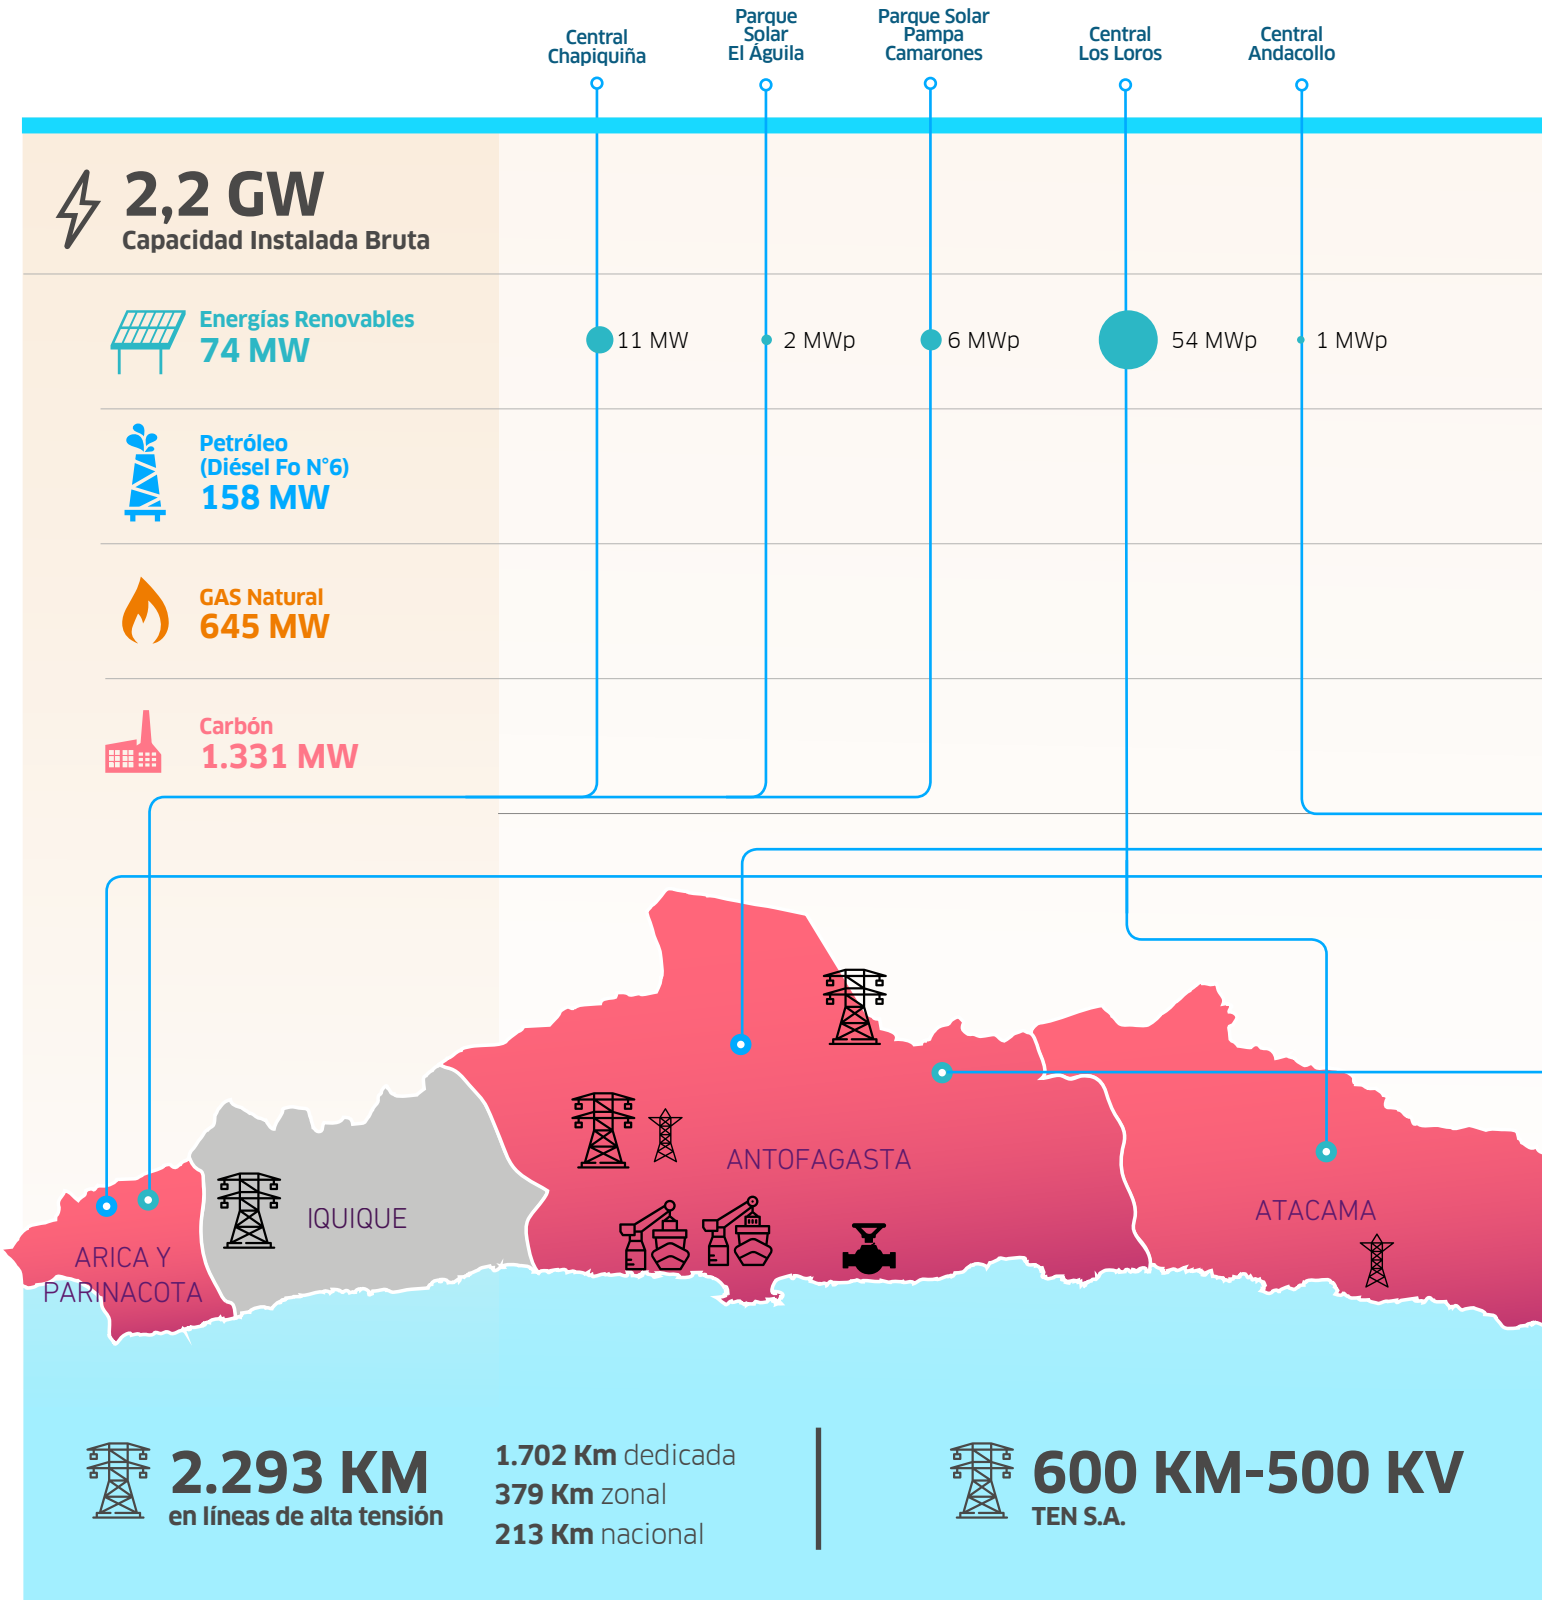 Central
Chapiquiña
Parque
Solar
El Águila
Parque Solar
Pampa
Camarones
Central
Los Loros
Central
Andacollo
2,2 GW
Capacidad Instalada Bruta
Energías Renovables
74 MW
11 MW
2 MWp
6 MWp
54 MWp
1 MWp
Petróleo
(Diésel Fo N°6)
158 MW
GAS Natural
645 MW
Carbón
1.331 MW
ANTOFAGASTA
IQUIQUE
ATACAMA
ARICA Y
PARINACOTA
2.293 KM
en líneas de alta tensión
1.702 Km dedicada
379 Km zonal
213 Km nacional
600 KM-500 KV
TEN S.A.